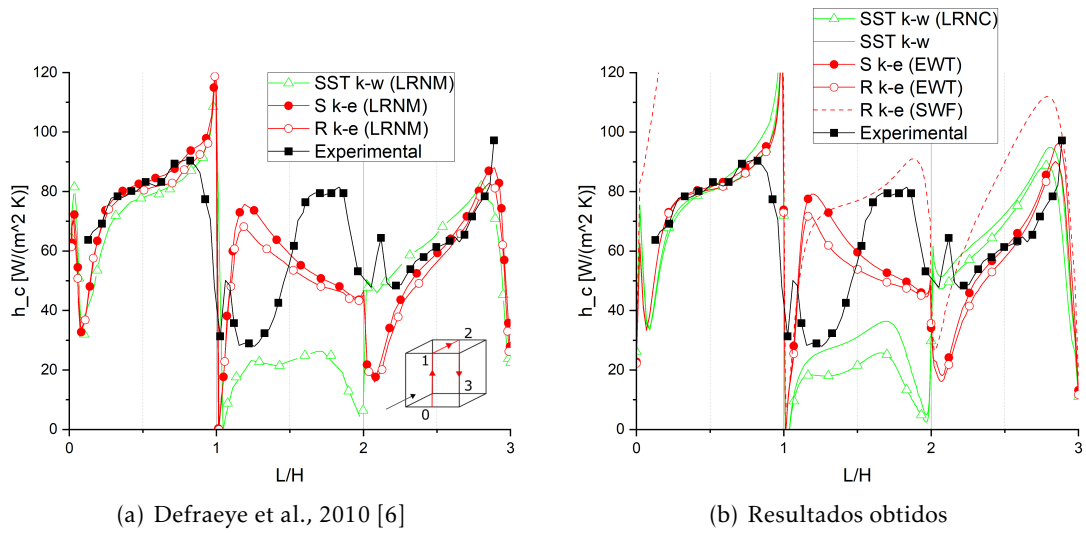 SST k-w (LRNM)
S k-e (LRNM)
R k-e (LRNM)
Experimental
120
100
80
60
40
20
0
h_c [W/(m^2 K)]
0
1
2
3
L/H
0
1
2
3
(a) Defraeye et al., 2010 [6]
SST k-w (LRNC)
SST k-w
S k-e (EWT)
R k-e (EWT)
R k-e (SWF)
Experimental
120
100
80
60
40
20
0
h_c [W/(m^2 K)]
0
1
2
3
L/H
(b) Resultados obtidos